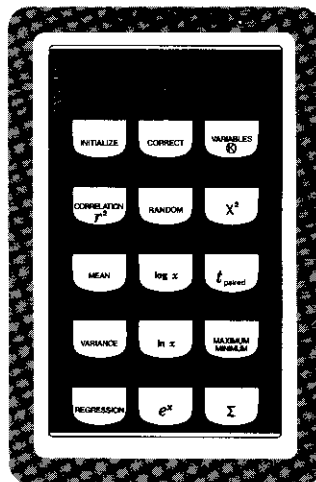 INITIALIZE CORRECT VARIABLES
Ⓚ
CORRELATION
r² RANDOM X²
MEAN log x t paired
VARIANCE ln x MAXIMUM
MINIMUM
REGRESSION eˣ Σ